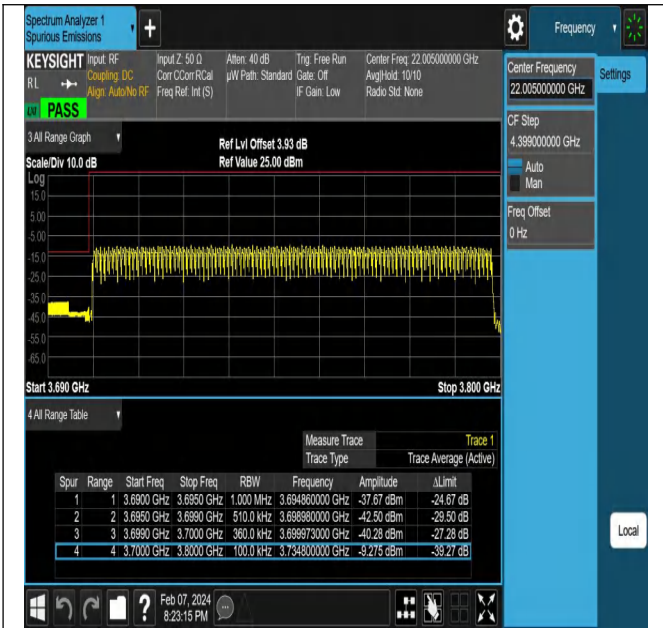 Spectrum Analyzer 1
Spurious Emissions
+
Frequency
KEYSIGHT Input: RF Input Z: 50 Ω Atten: 40 dB Trig: Free Run Center Freq: 22.005000000 GHz
RL Coupling: DC Corr CCorr RCal µW Path: Standard Gate: Off Avg|Hold: 10/10
Align: Auto/No RF Freq Ref: Int (S) IF Gain: Low Radio Std: None
LXI PASS
Center Frequency
22.005000000 GHz
Settings
CF Step
4.399000000 GHz
Auto
Man
Freq Offset
0 Hz
3 All Range Graph
Ref Lvl Offset 3.93 dB
Scale/Div 10.0 dB Ref Value 25.00 dBm
Log
15.0
5.00
-5.00
-15.0
-25.0
-35.0
-45.0
-55.0
-65.0
Start 3.690 GHz Stop 3.800 GHz
4 All Range Table
Measure Trace Trace 1
Trace Type Trace Average (Active)
Spur Range Start Freq Stop Freq RBW Frequency Amplitude ΔLimit
1 1 3.6900 GHz 3.6950 GHz 1.000 MHz 3.694860000 GHz -37.67 dBm -24.67 dB
2 2 3.6950 GHz 3.6990 GHz 510.0 kHz 3.698980000 GHz -42.50 dBm -29.50 dB
3 3 3.6990 GHz 3.7000 GHz 360.0 kHz 3.699973000 GHz -40.28 dBm -27.28 dB
4 4 3.7000 GHz 3.8000 GHz 100.0 kHz 3.734800000 GHz -9.275 dBm -39.27 dB
Local
? Feb 07, 2024
8:23:15 PM